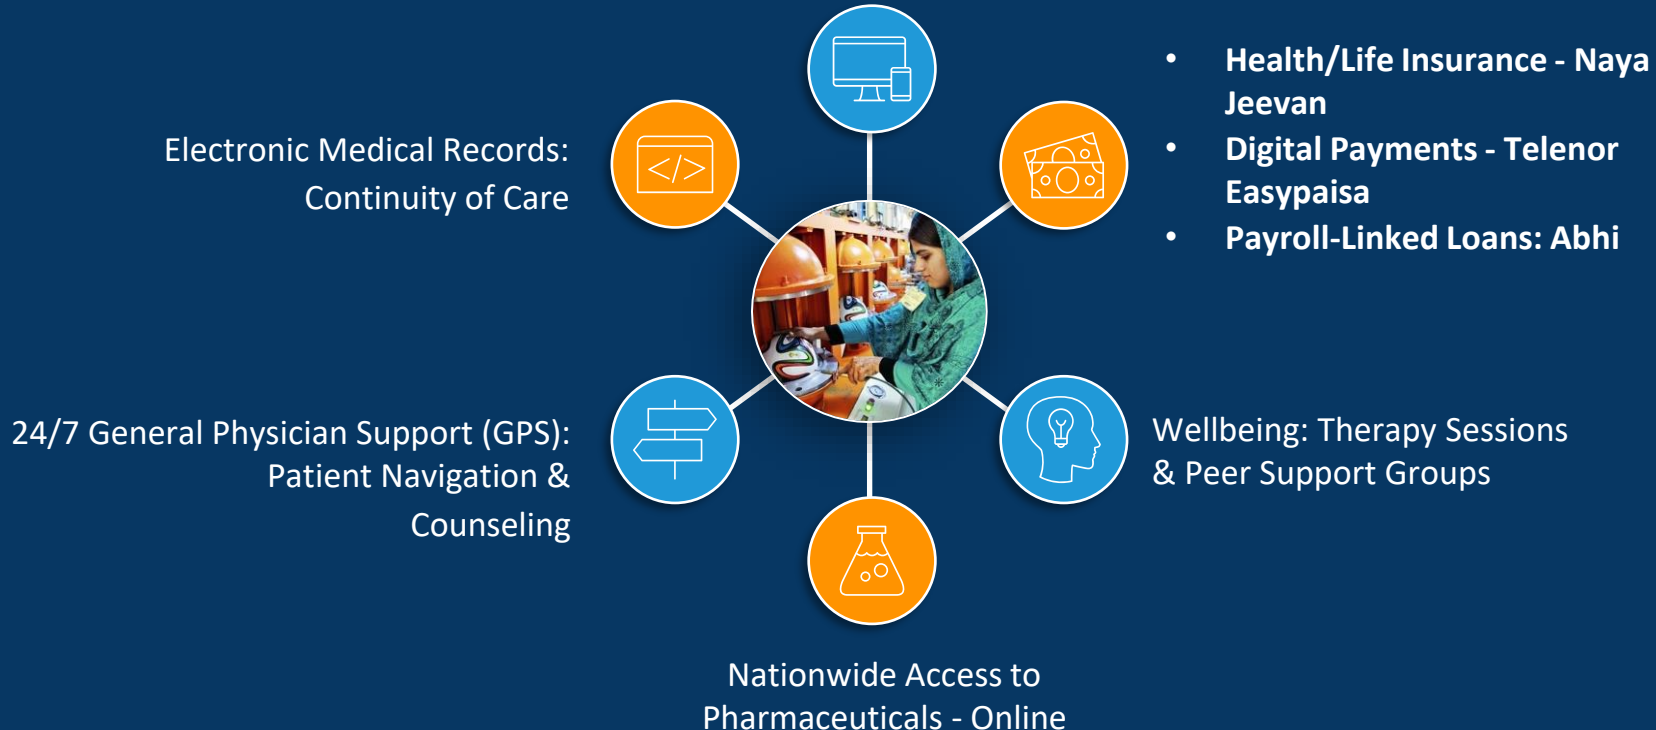 • Health/Life Insurance - Naya
Jeevan
• Digital Payments - Telenor
Easypaisa
• Payroll-Linked Loans: Abhi
Electronic Medical Records:
Continuity of Care
</>
24/7 General Physician Support (GPS):
Patient Navigation &
Counseling
Wellbeing: Therapy Sessions
& Peer Support Groups
Nationwide Access to
Pharmaceuticals - Online